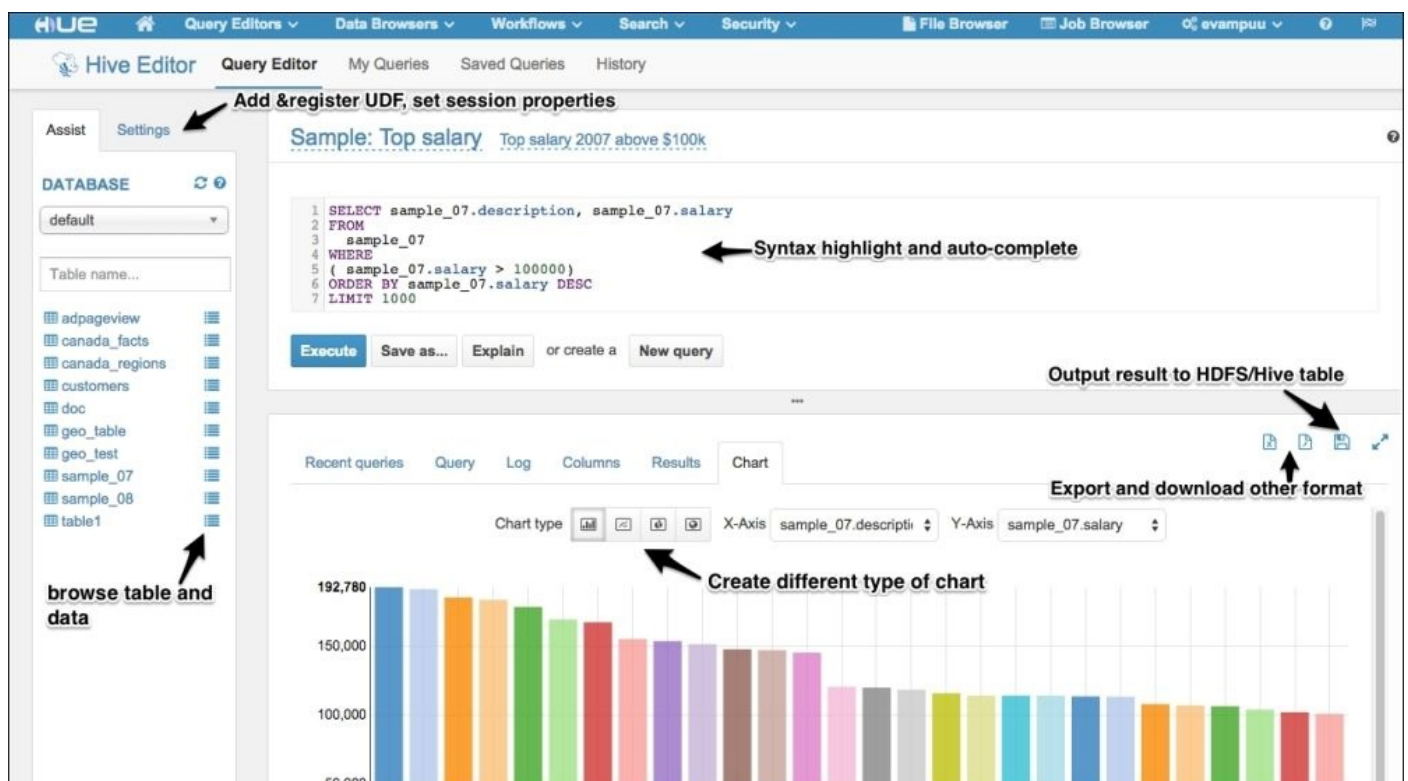 HUE Query Editors Data Browsers Workflows Search Security File Browser Job Browser evampuu
Hive Editor Query Editor My Queries Saved Queries History
Add &register UDF, set session properties
Assist Settings
Sample: Top salary Top salary 2007 above $100k
DATABASE
default
Table name...
adpageview
canada_facts
canada_regions
customers
doc
geo_table
geo_test
sample_07
sample_08
table1
browse table and
data
1 SELECT sample_07.description, sample_07.salary
2 FROM
3 sample_07
4 WHERE
5 ( sample_07.salary > 100000)
6 ORDER BY sample_07.salary DESC
7 LIMIT 1000
Syntax highlight and auto-complete
Execute Save as... Explain or create a New query
Output result to HDFS/Hive table
Recent queries Query Log Columns Results Chart
Export and download other format
Chart type X-Axis sample_07.descripti Y-Axis sample_07.salary
Create different type of chart
192,780
150,000
100,000
50,000